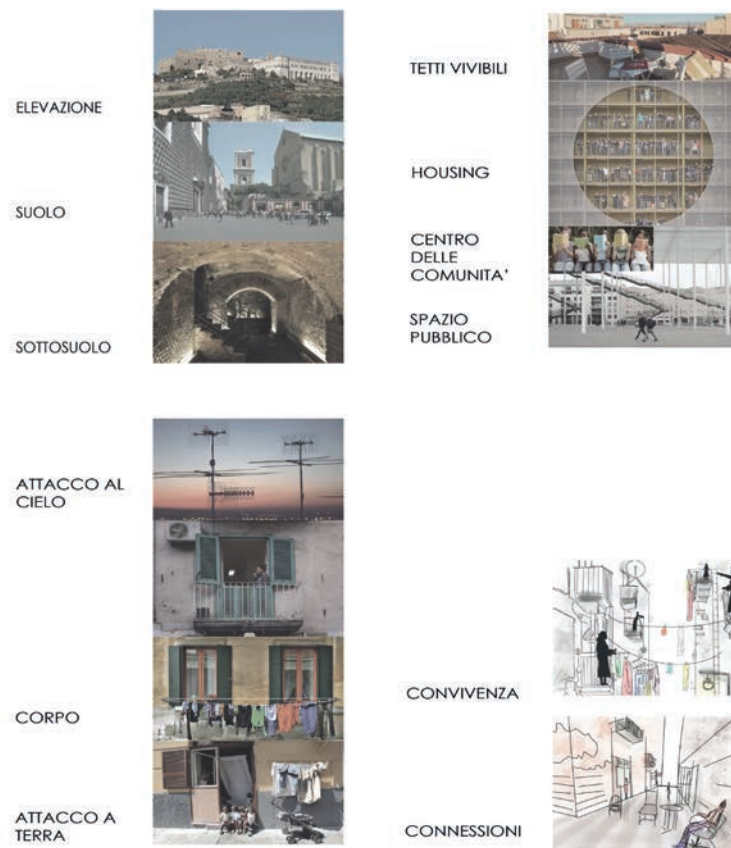 ELEVAZIONE
SUOLO
SOTTOSUOLO
TETTI VIVIBILI
HOUSING
CENTRO
DELLE
COMUNITA'
SPAZIO
PUBBLICO
ATTACCO AL
CIELO
CORPO
ATTACCO A
TERRA
CONVIVENZA
CONNESSIONI